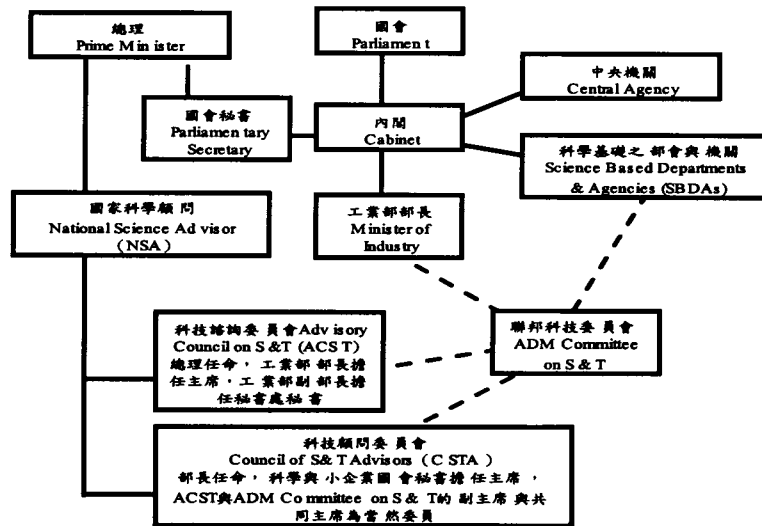 總理
Prime Minister
國會
Parliament
中央機關
Central Agency
國會秘書
Parliamentary
Secretary
內閣
Cabinet
科學基礎之部會與機關
Science Based Departments
& Agencies (SBDAs)
國家科學顧問
National Science Advisor
(NSA)
工業部部長
Minister of
Industry
科技諮詢委員會Advisory
Council on S&T (ACST)
總理任命，工業部部長擔
任主席，工業部副部長擔
任秘書處秘書
聯邦科技委員會
ADM Committee
on S & T
科技顧問委員會
Council of S&T Advisors (CSTA)
部長任命，科學與小企業國會秘書擔任主席，
ACST與ADM Committee on S & T的副主席與共
同主席為當然委員